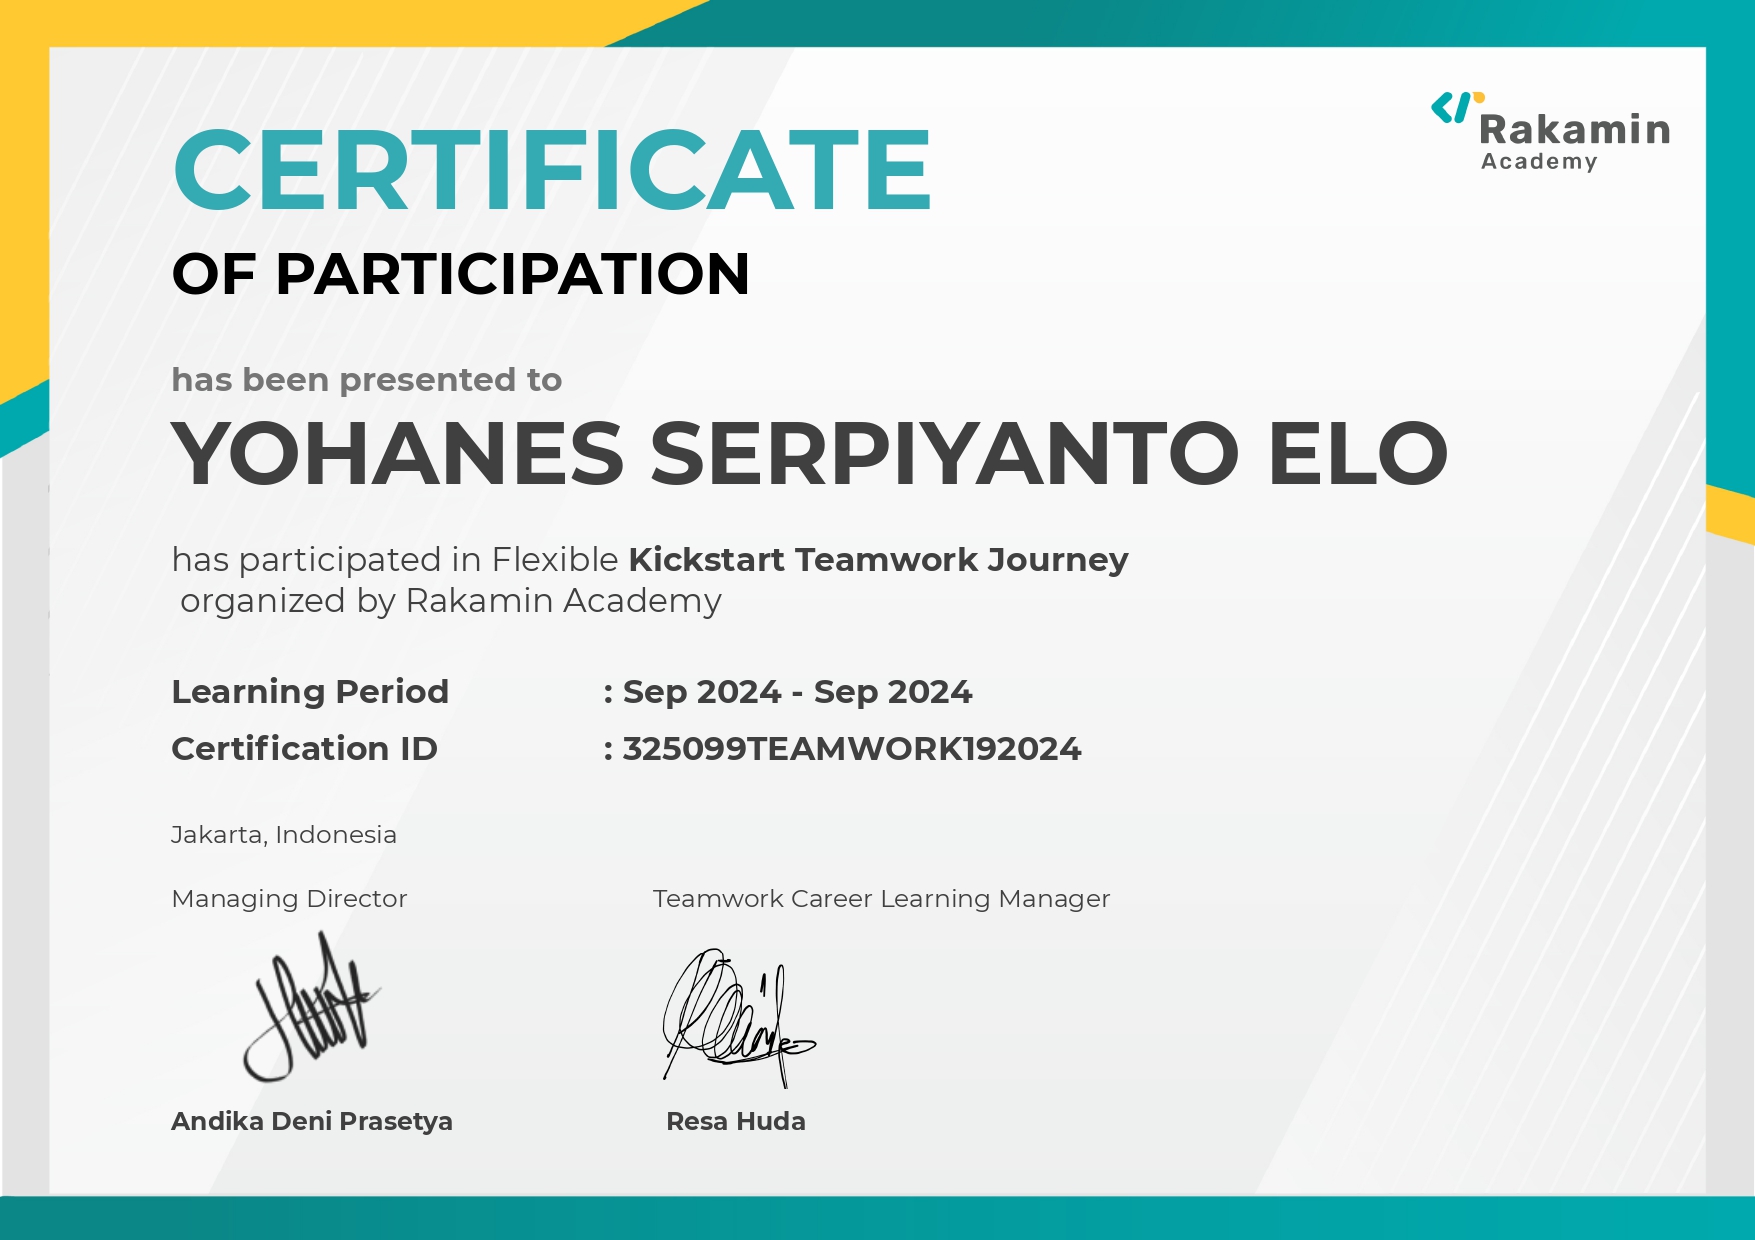 Rakamin
Academy
CERTIFICATE
OF PARTICIPATION
has been presented to
YOHANES SERPIYANTO ELO
has participated in Flexible Kickstart Teamwork Journey
organized by Rakamin Academy
Learning Period : Sep 2024 - Sep 2024
Certification ID : 325099TEAMWORK192024
Jakarta, Indonesia
Managing Director
Teamwork Career Learning Manager
Andika Deni Prasetya
Resa Huda